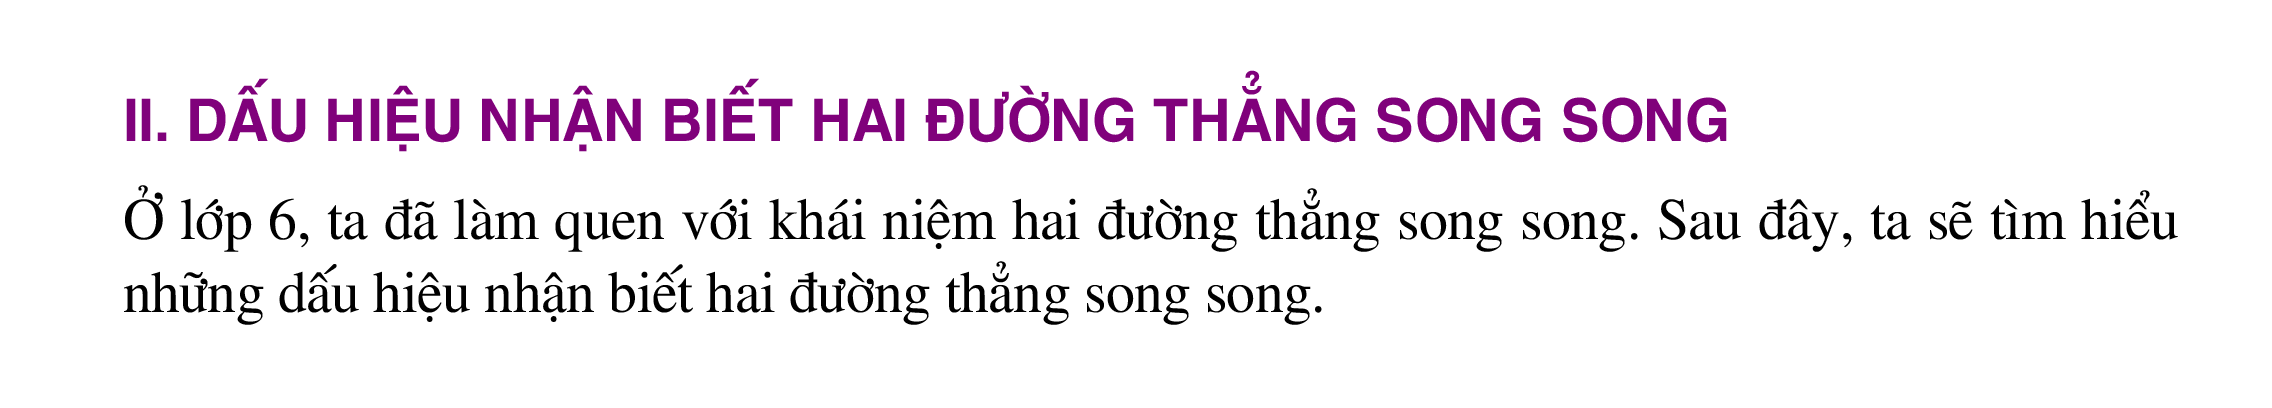 II. DẤU HIỆU NHẬN BIẾT HAI ĐƯỜNG THẲNG SONG SONG
Ở lớp 6, ta đã làm quen với khái niệm hai đường thẳng song song. Sau đây, ta sẽ tìm hiểu
những dấu hiệu nhận biết hai đường thẳng song song.